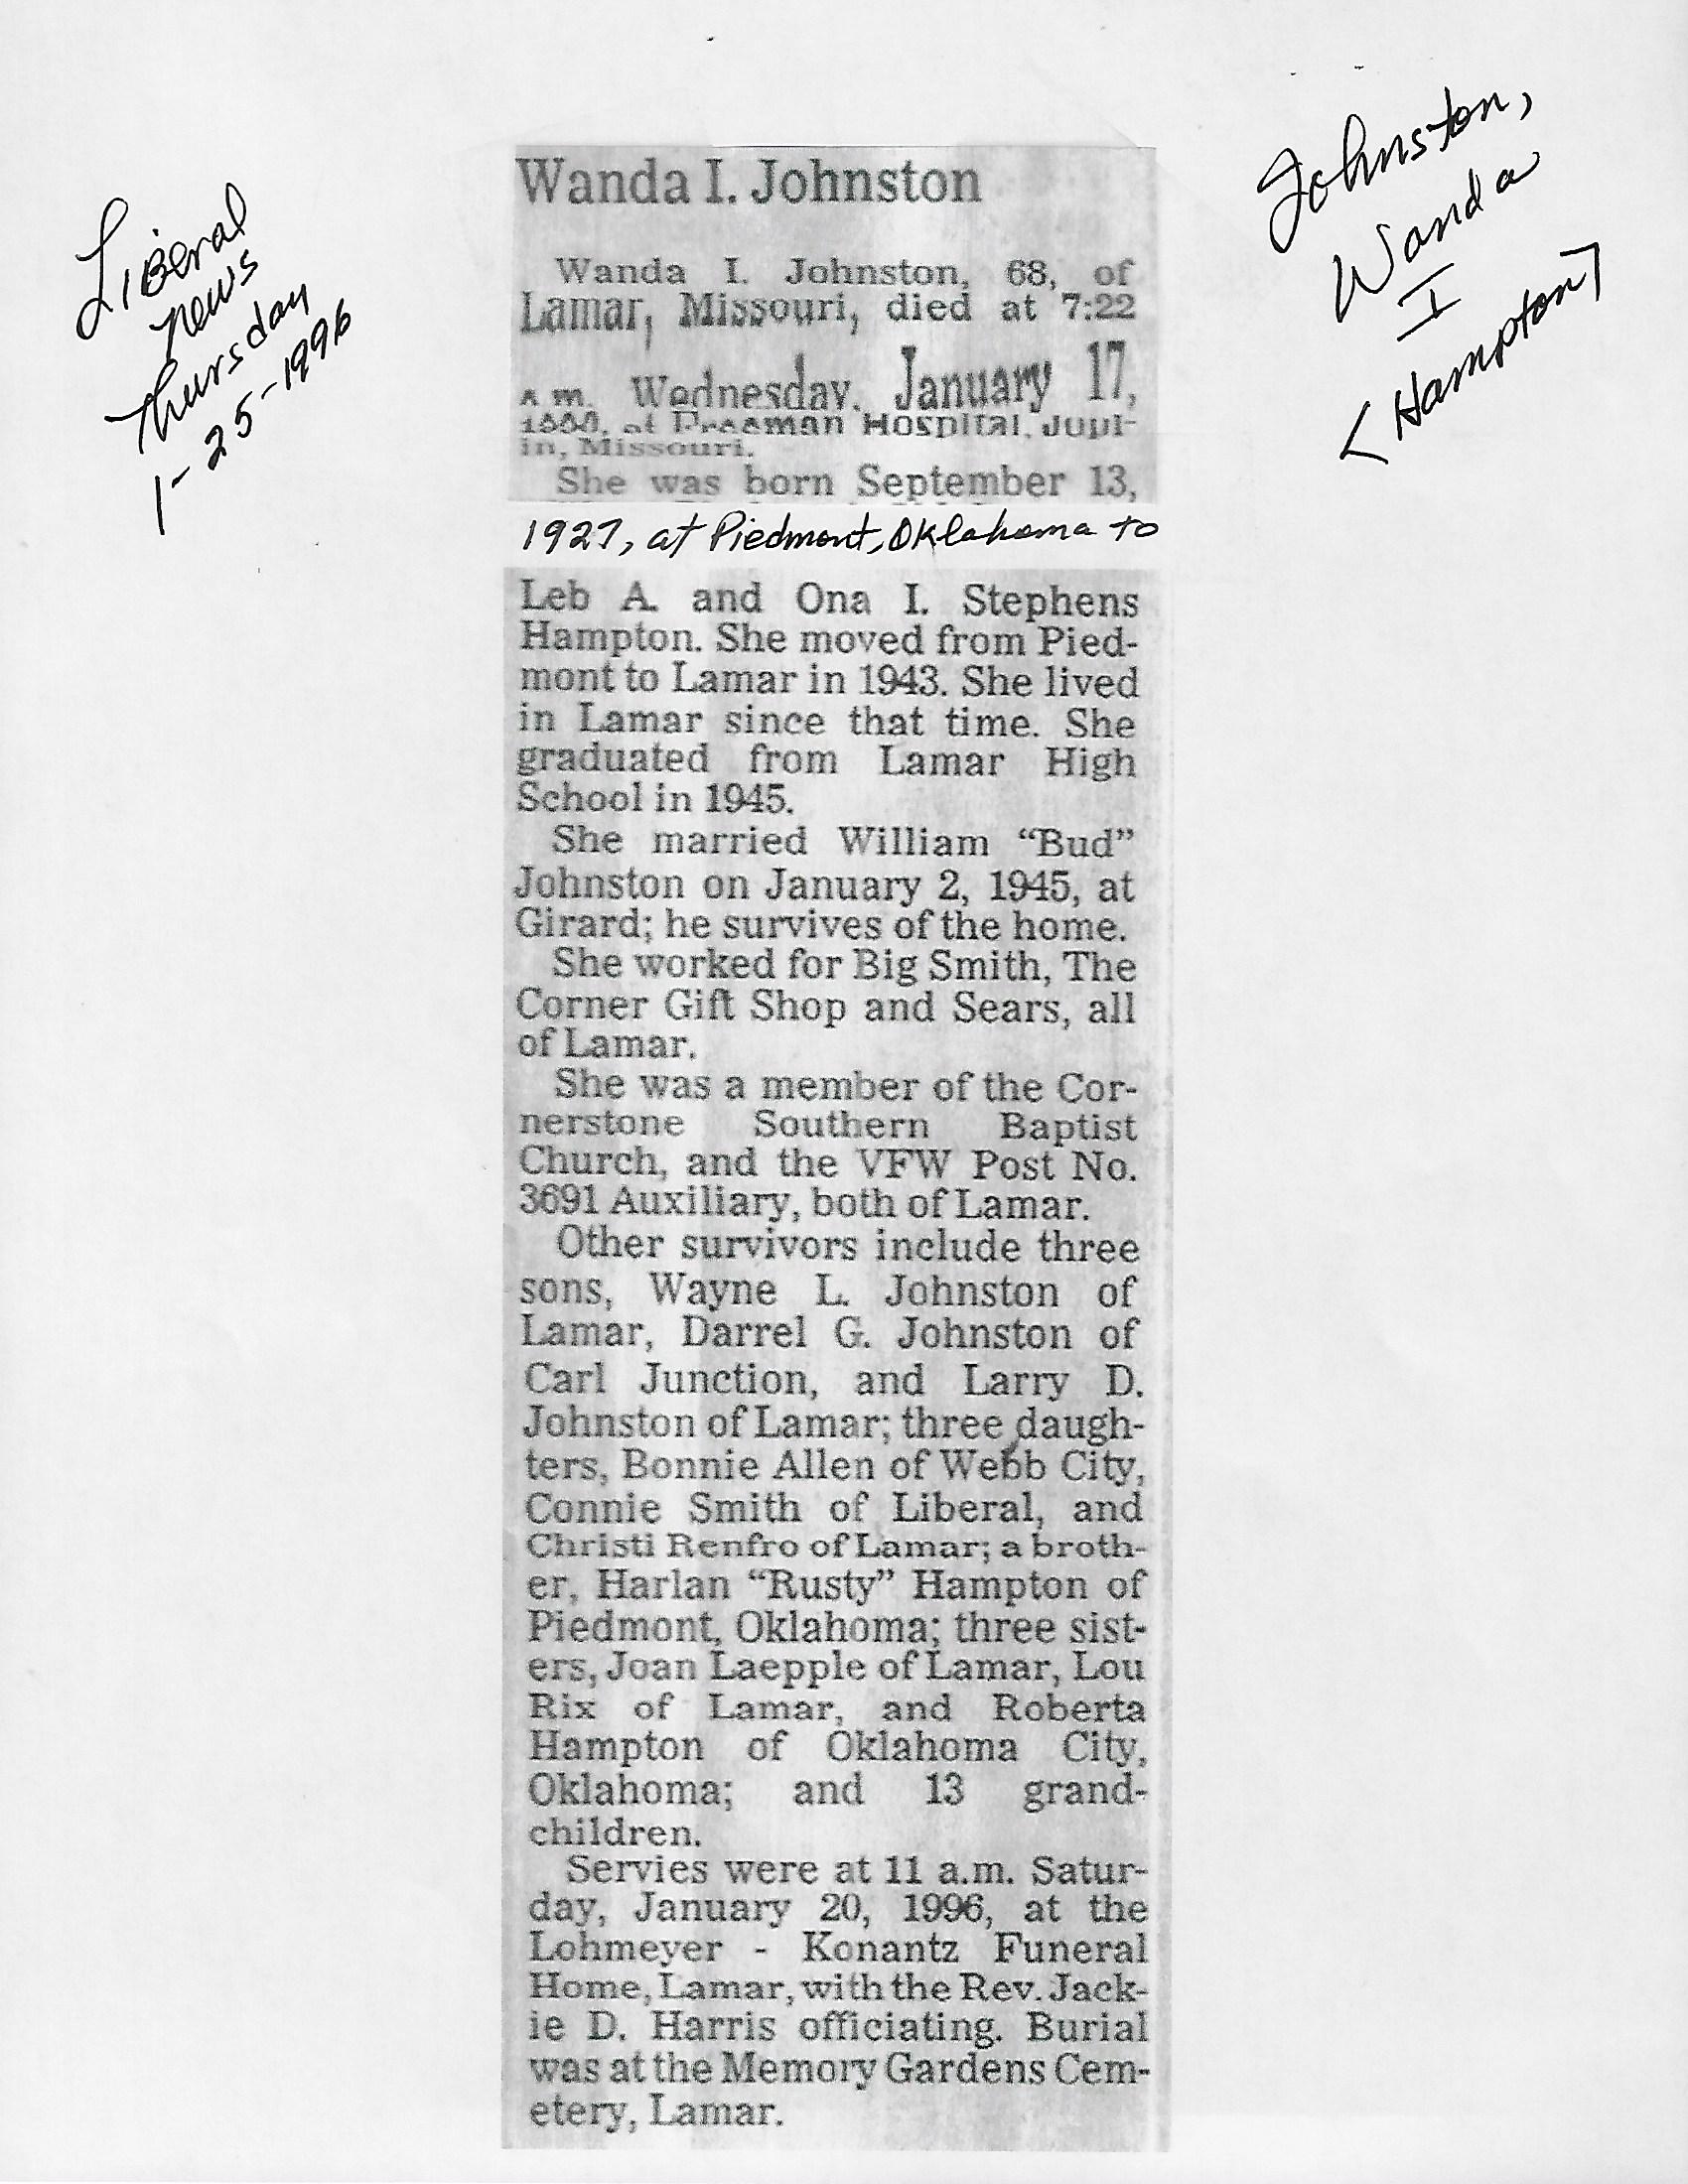 Liberal
News
Thursday
1-25-1996
Johnston,
Wanda
I
<Hampton>
Wanda I. Johnston
Wanda I. Johnston, 68, of
Lamar, Missouri, died at 7:22
a.m. Wednesday, January 17,
at Freeman Hospital, Jopl-
in, Missouri.
She was born September 13,
1927, at Piedmont, Oklahoma to
Leb A. and Ona I. Stephens
Hampton. She moved from Pied-
mont to Lamar in 1943. She lived
in Lamar since that time. She
graduated from Lamar High
School in 1945.
She married William “Bud”
Johnston on January 2, 1945, at
Girard; he survives of the home.
She worked for Big Smith, The
Corner Gift Shop and Sears, all
of Lamar.
She was a member of the Cor-
nerstone Southern Baptist
Church, and the VFW Post No.
3691 Auxiliary, both of Lamar.
Other survivors include three
sons, Wayne L. Johnston of
Lamar, Darrel G. Johnston of
Carl Junction, and Larry D.
Johnston of Lamar; three daugh-
ters, Bonnie Allen of Webb City,
Connie Smith of Liberal, and
Christi Renfro of Lamar; a broth-
er, Harlan “Rusty” Hampton of
Piedmont, Oklahoma; three sist-
ers, Joan Laepple of Lamar, Lou
Rix of Lamar, and Roberta
Hampton of Oklahoma City,
Oklahoma; and 13 grand-
children.
Servies were at 11 a.m. Satur-
day, January 20, 1996, at the
Lohmeyer - Konantz Funeral
Home, Lamar, with the Rev. Jack-
ie D. Harris officiating. Burial
was at the Memory Gardens Cem-
etery, Lamar.